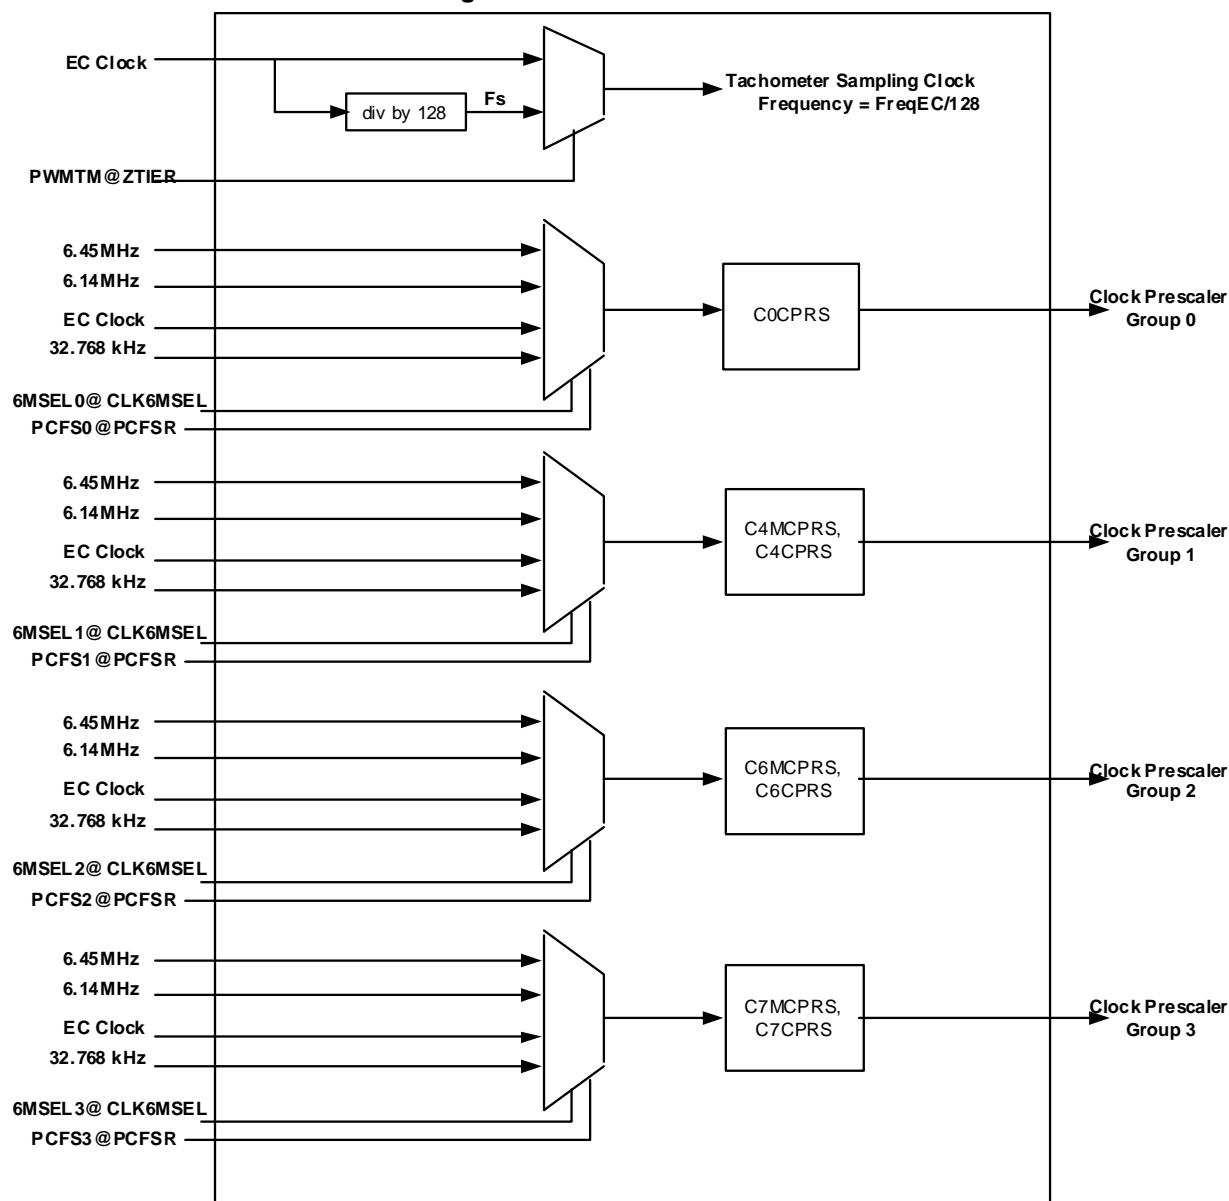 EC Clock
div by 128
Fs
Tachometer Sampling Clock
Frequency = FreqEC/128
PWMTM@ZTIER
6.45MHz
6.14MHz
EC Clock
32.768 kHz
6MSEL0@ CLK6MSEL
PCFS0@PCFSR
C0CPRS
Clock Prescaler
Group 0
6.45MHz
6.14MHz
EC Clock
32.768 kHz
6MSEL1@ CLK6MSEL
PCFS1@PCFSR
C4MCPRS,
C4CPRS
Clock Prescaler
Group 1
6.45MHz
6.14MHz
EC Clock
32.768 kHz
6MSEL2@ CLK6MSEL
PCFS2@PCFSR
C6MCPRS,
C6CPRS
Clock Prescaler
Group 2
6.45MHz
6.14MHz
EC Clock
32.768 kHz
6MSEL3@ CLK6MSEL
PCFS3@PCFSR
C7MCPRS,
C7CPRS
Clock Prescaler
Group 3